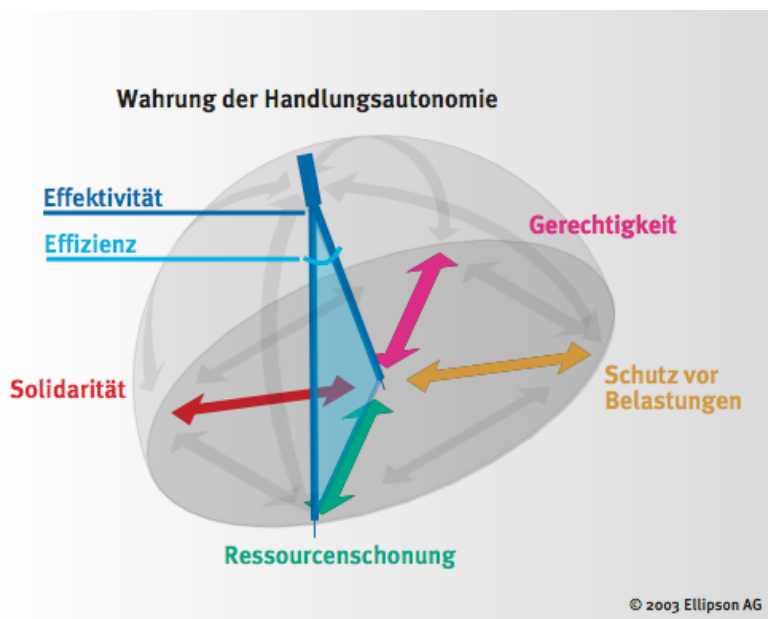 Wahrung der Handlungsautonomie
Effektivität
Effizienz
Gerechtigkeit
Solidarität
Schutz vor
Belastungen
Ressourcenschonung
© 2003 Ellipson AG